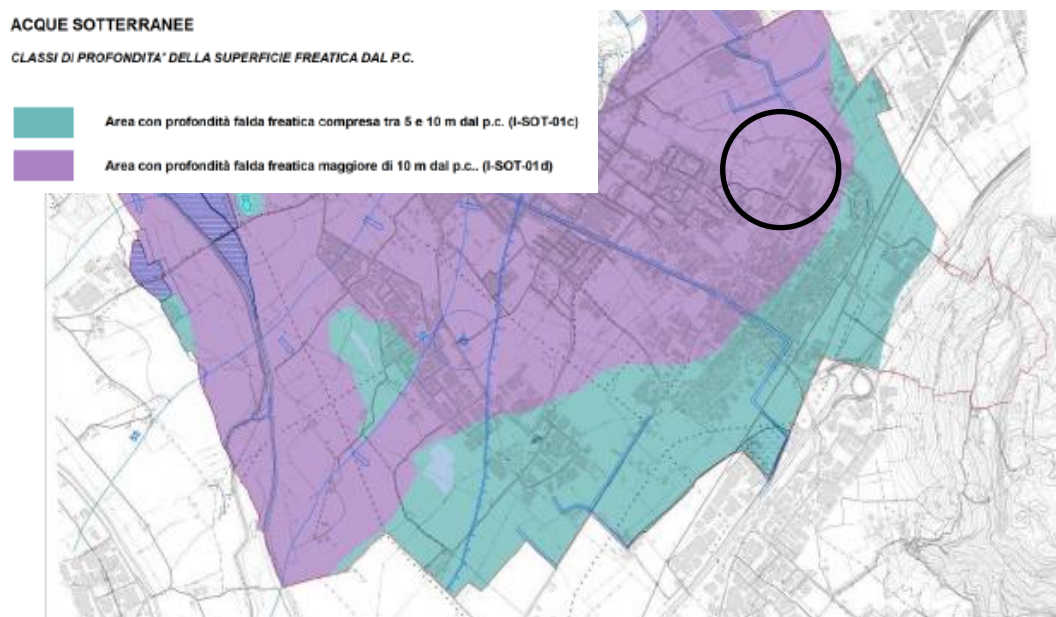 ACQUE SOTTERRANEE
CLASSI DI PROFONDITA' DELLA SUPERFICIE FREATICA DAL P.C.
Area con profondità falda freatica compresa tra 5 e 10 m dal p.c. (I-SOT-01c)
Area con profondità falda freatica maggiore di 10 m dal p.c.. (I-SOT-01d)